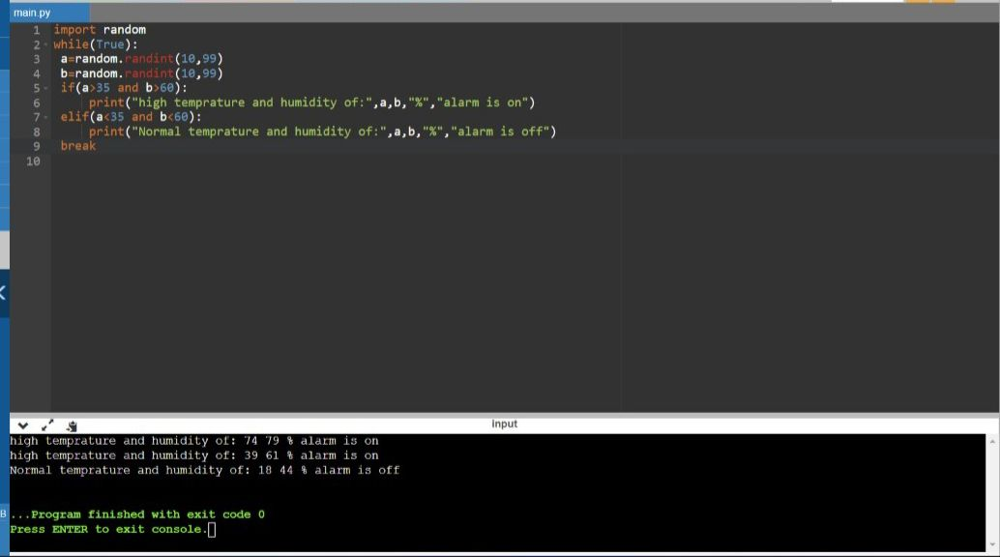 main.py
1 import random
2 while(True):
3 a=random.randint(10,99)
4 b=random.randint(10,99)
5 if(a>35 and b>60):
6 print("high temprature and humidity of:",a,b,"%","alarm is on")
7 elif(a<35 and b<60):
8 print("Normal temprature and humidity of:",a,b,"%","alarm is off")
9 break
10
input
high temprature and humidity of: 74 79 % alarm is on
high temprature and humidity of: 39 61 % alarm is on
Normal temprature and humidity of: 18 44 % alarm is off
B ...Program finished with exit code 0
Press ENTER to exit console.